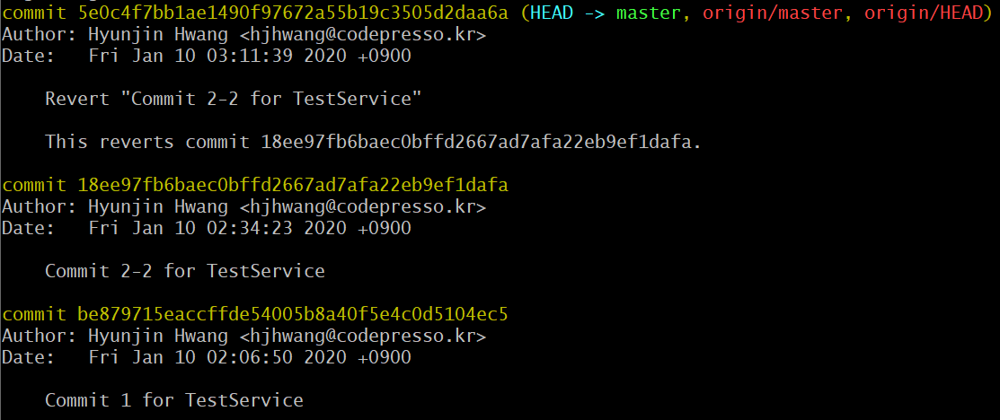 commit 5e0c4f7bb1ae1490f97672a55b19c3505d2daa6a (HEAD -> master, origin/master, origin/HEAD)
Author: Hyunjin Hwang <hjhwang@codepresso.kr>
Date:   Fri Jan 10 03:11:39 2020 +0900
Revert "Commit 2-2 for TestService"
This reverts commit 18ee97fb6baec0bffd2667ad7afa22eb9ef1dafa.
commit 18ee97fb6baec0bffd2667ad7afa22eb9ef1dafa
Author: Hyunjin Hwang <hjhwang@codepresso.kr>
Date:   Fri Jan 10 02:34:23 2020 +0900
Commit 2-2 for TestService
commit be879715eaccffde54005b8a40f5e4c0d5104ec5
Author: Hyunjin Hwang <hjhwang@codepresso.kr>
Date:   Fri Jan 10 02:06:50 2020 +0900
Commit 1 for TestService